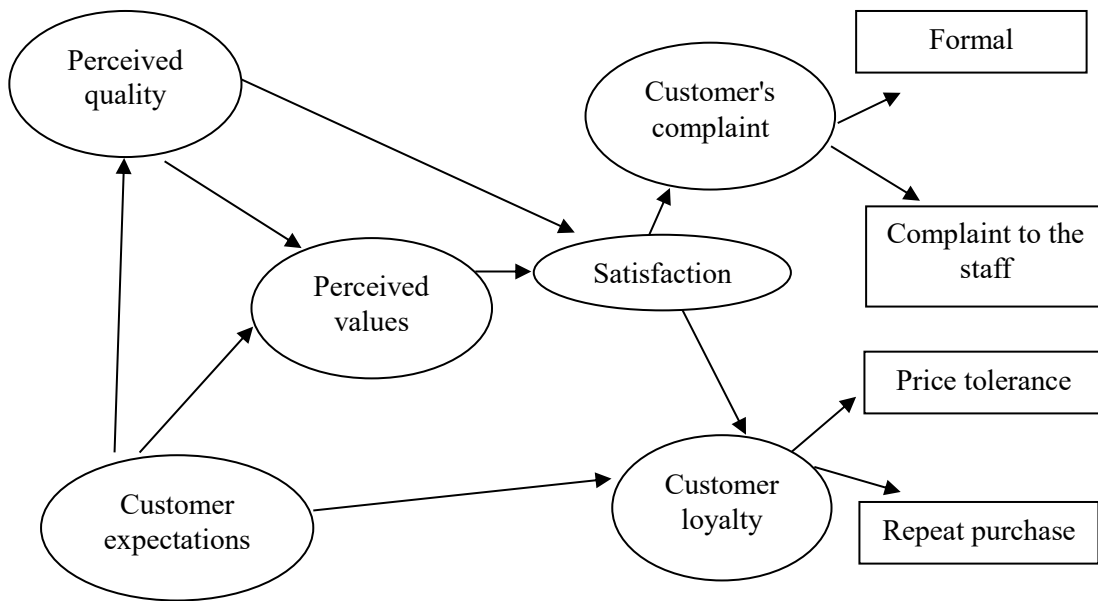 Perceived
quality
Customer's
complaint
Formal
Complaint to the
staff
Satisfaction
Perceived
values
Price tolerance
Customer
expectations
Customer
loyalty
Repeat purchase